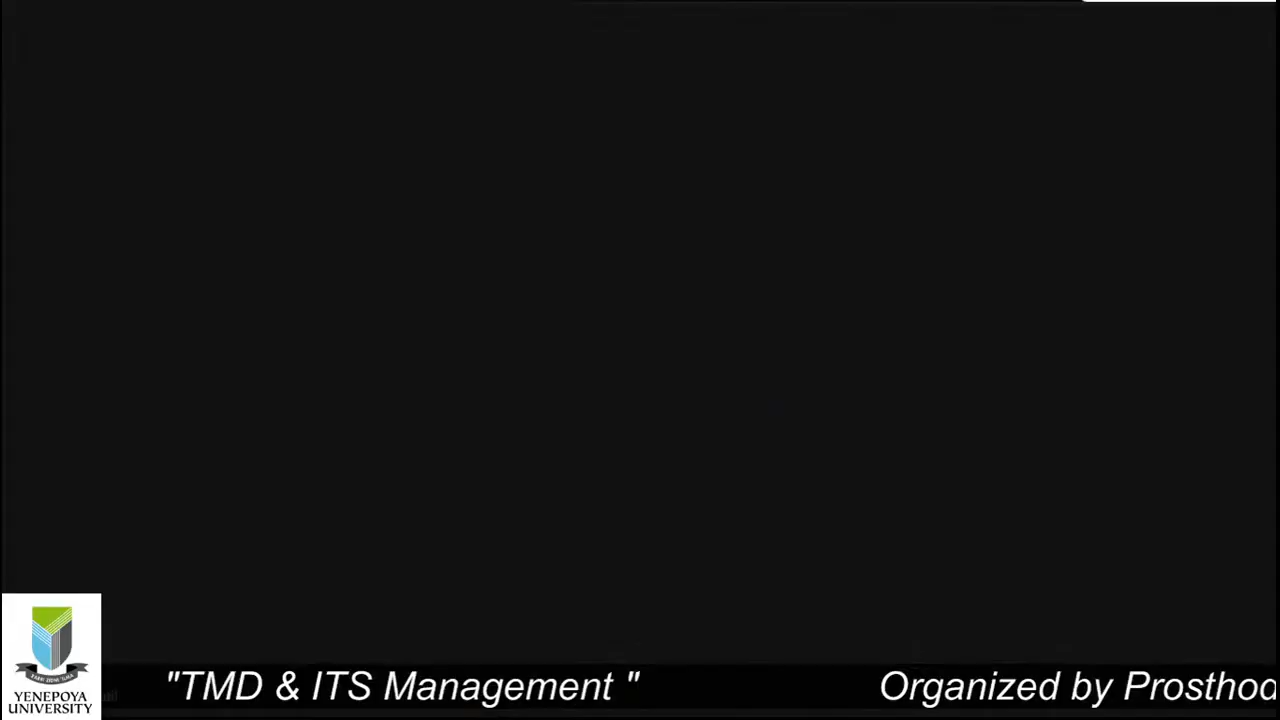 YENEPOYA
UNIVERSITY
"TMD & ITS Management "
Organized by Prosthod